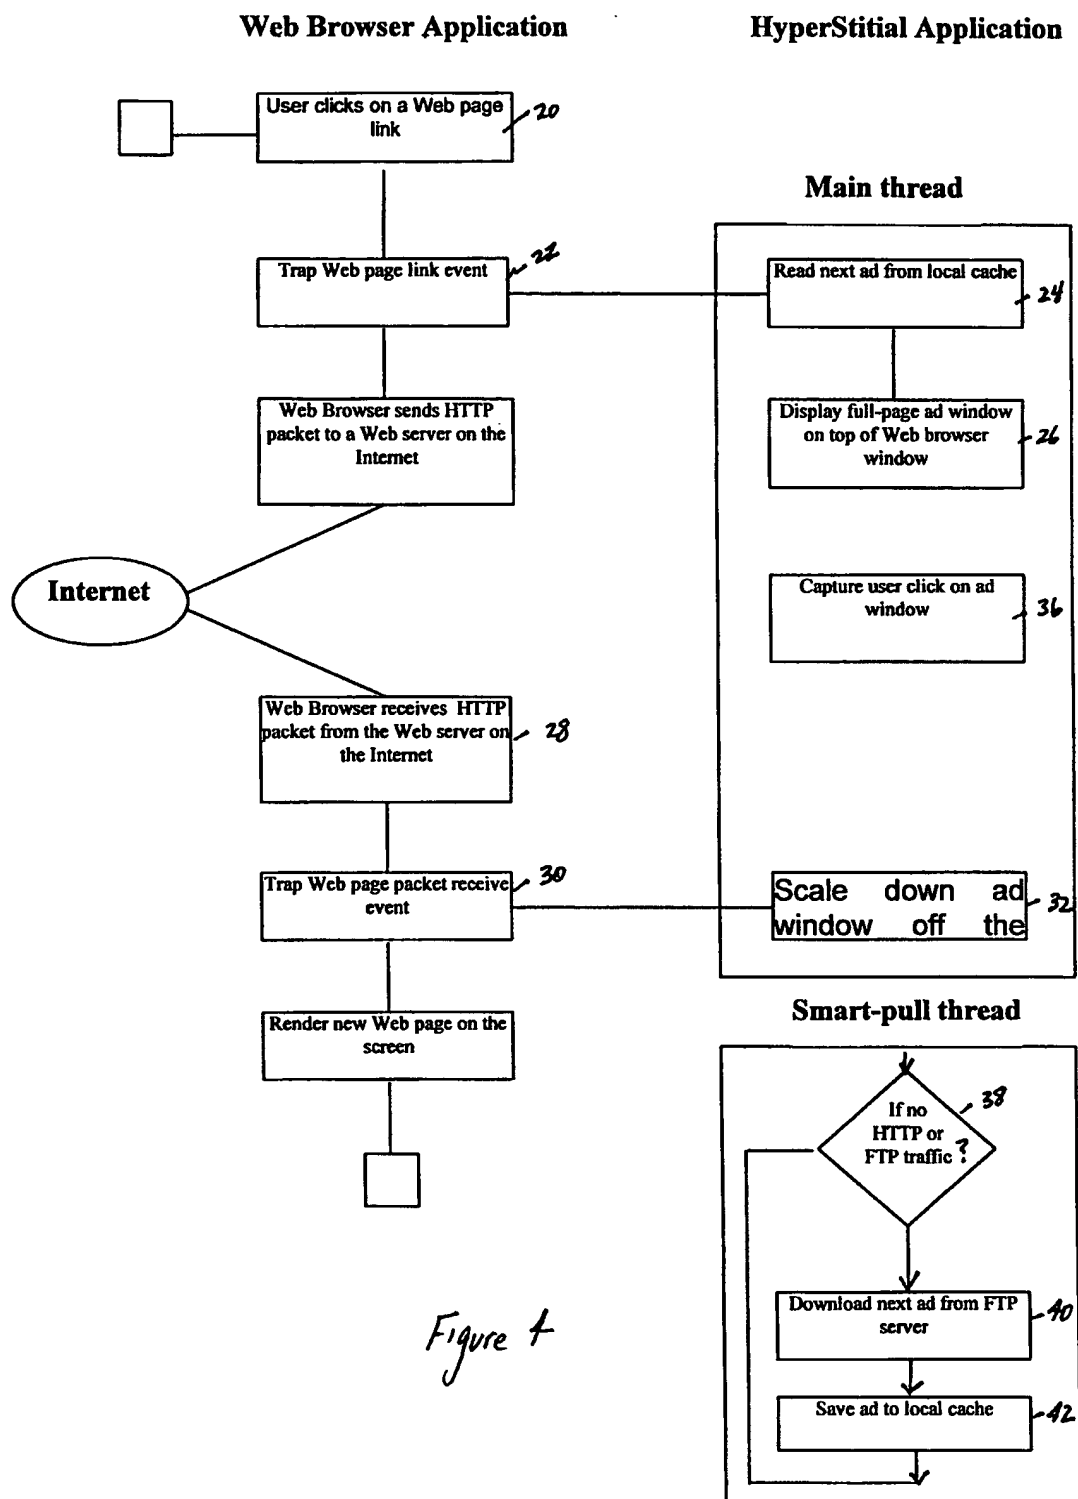 Web Browser Application
HyperStitial Application
User clicks on a Web page
link
20
Main thread
Trap Web page link event
22
Read next ad from local cache
24
Web Browser sends HTTP
packet to a Web server on the
Internet
Display full-page ad window
on top of Web browser
window
26
Internet
Capture user click on ad
window
36
Web Browser receives HTTP
packet from the Web server on
the Internet
28
Trap Web page packet receive
event
30
Scale down ad
window off the
32
Render new Web page on the
screen
Smart-pull thread
If no
HTTP or
FTP traffic ?
38
Download next ad from FTP
server
40
Save ad to local cache
42
Figure 4